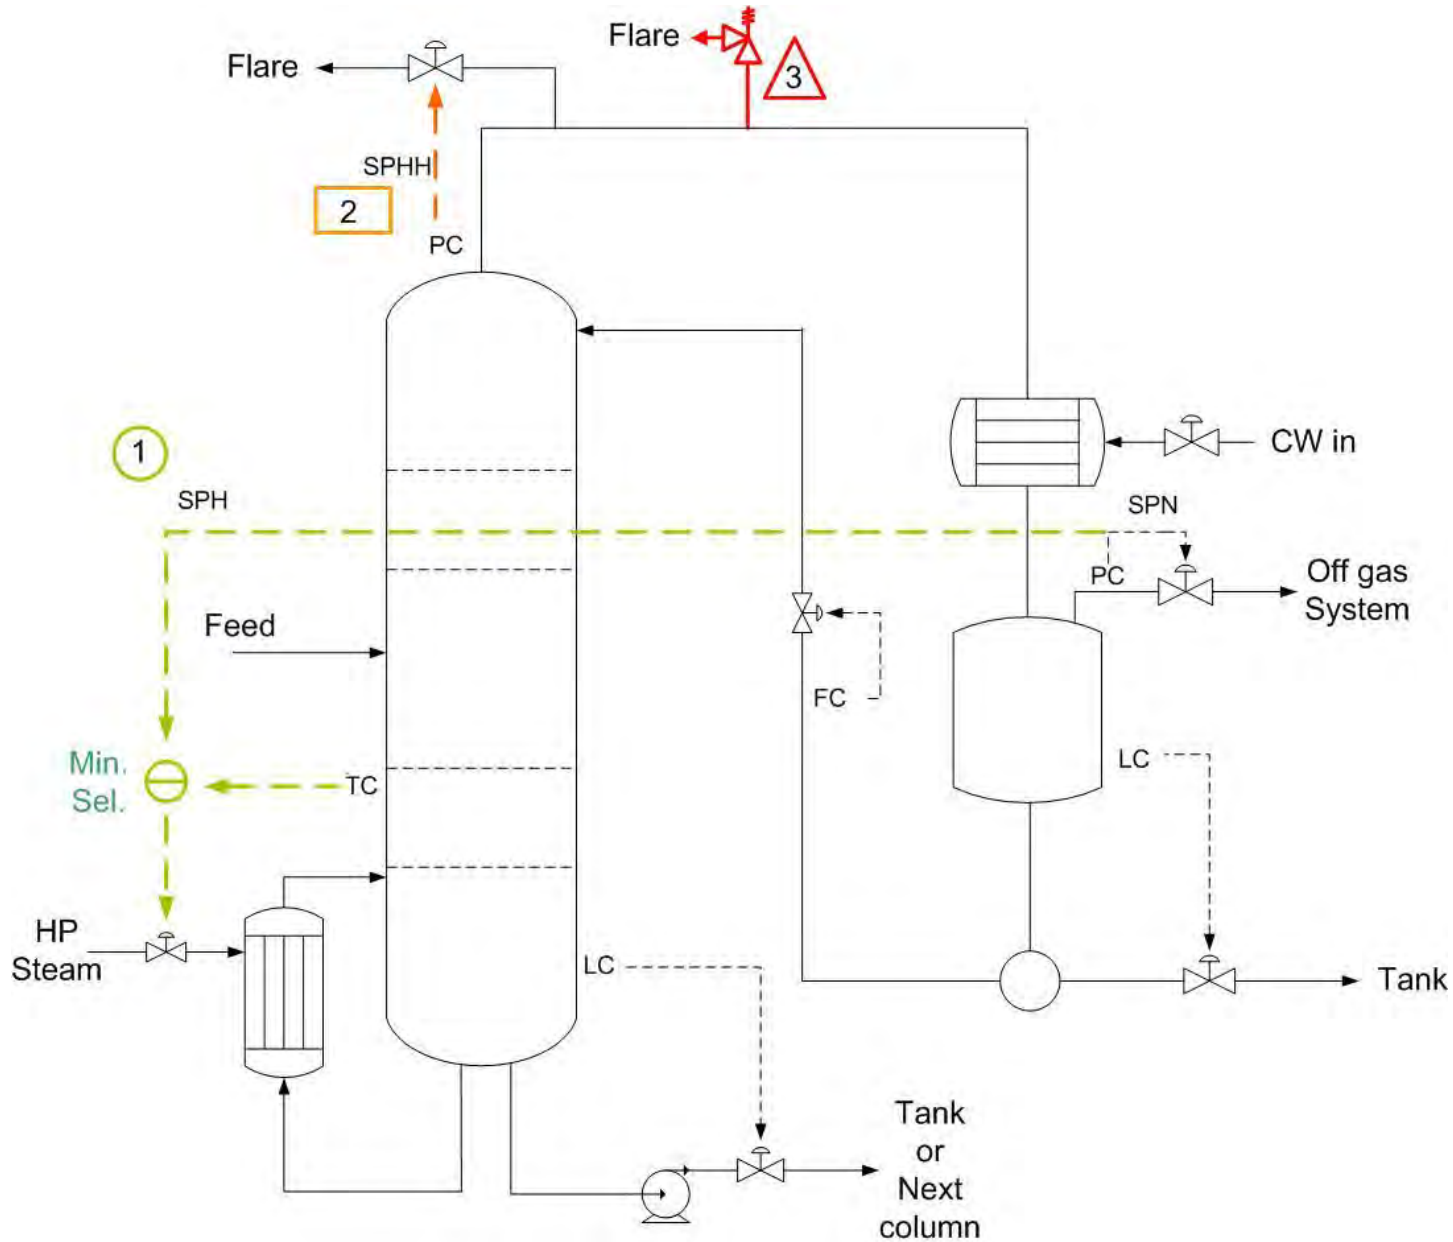 Flare
3
Flare
SPHH
2
PC
1
CW in
SPH
SPN
PC
Off gas
System
Feed
FC
Min.
Sel.
TC
LC
HP
Steam
LC
Tank
Tank
or
Next
column